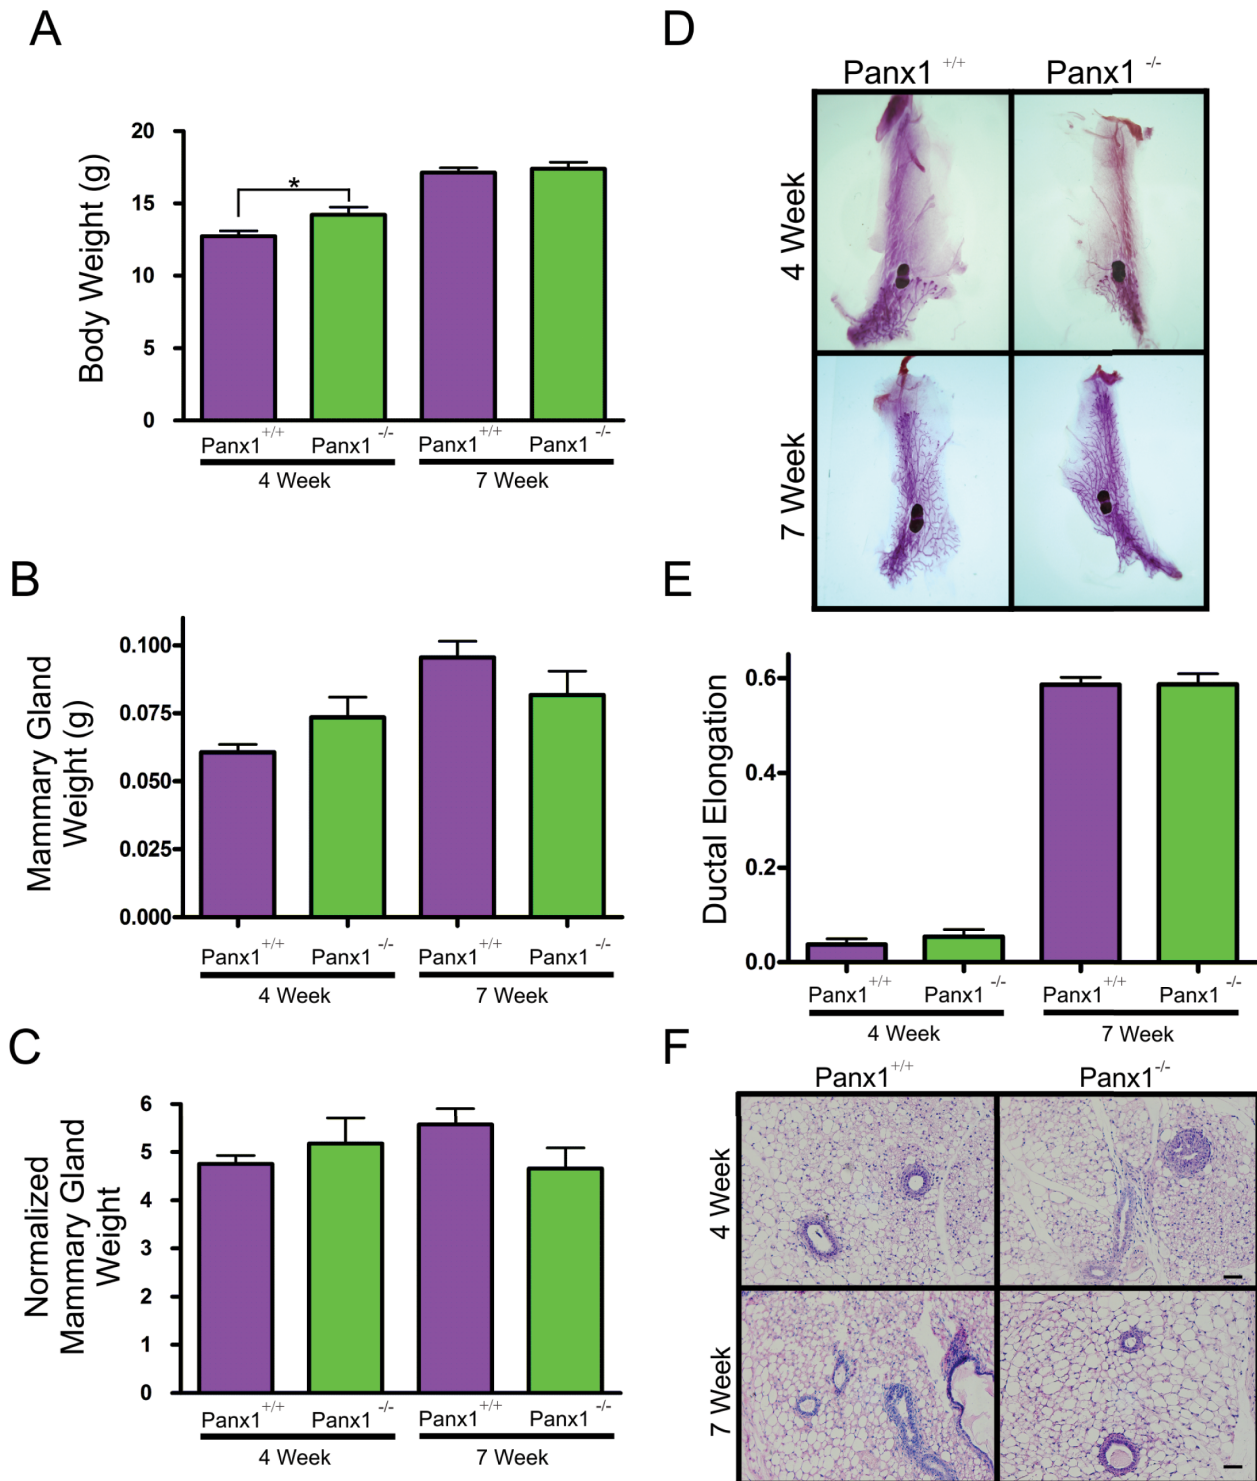 A
Body Weight (g)
20
15
10
5
0
*
Panx1 +/+ Panx1 -/- Panx1 +/+ Panx1 -/-
4 Week 7 Week
B
Mammary Gland
Weight (g)
0.100
0.075
0.050
0.025
0.000
Panx1 +/+ Panx1 -/- Panx1 +/+ Panx1 -/-
4 Week 7 Week
C
Normalized
Mammary Gland
Weight
6
5
4
3
2
1
0
Panx1 +/+ Panx1 -/- Panx1 +/+ Panx1 -/-
4 Week 7 Week
D
Panx1 +/+ Panx1 -/-
4 Week
7 Week
E
Ductal Elongation
0.6
0.4
0.2
0.0
Panx1 +/+ Panx1 -/- Panx1 +/+ Panx1 -/-
4 Week 7 Week
F
Panx1+/+ Panx1-/-
4 Week
7 Week